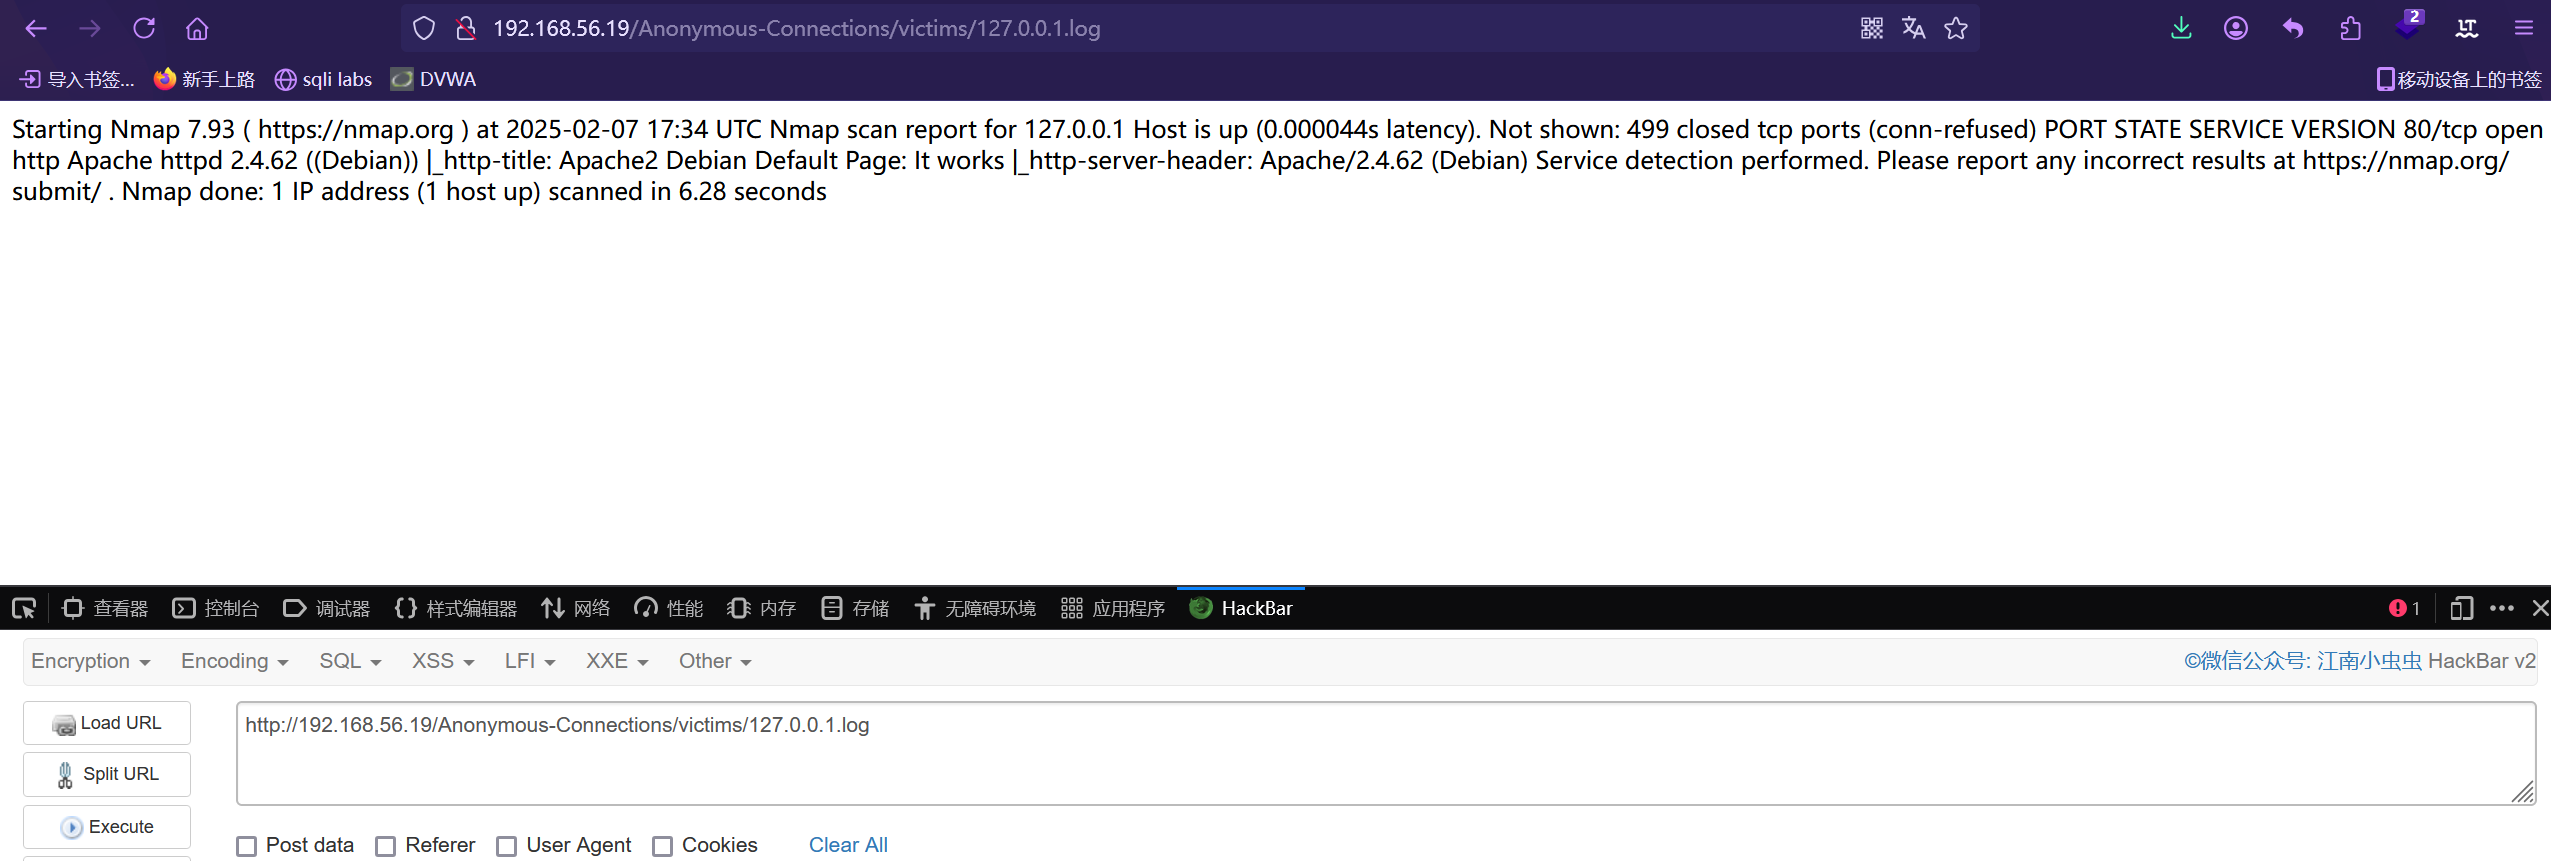 192.168.56.19/Anonymous-Connections/victims/127.0.0.1.log
2
LT
导入书签... 新手上路 sqli labs DVWA 移动设备上的书签
Starting Nmap 7.93 ( https://nmap.org ) at 2025-02-07 17:34 UTC Nmap scan report for 127.0.0.1 Host is up (0.000044s latency). Not shown: 499 closed tcp ports (conn-refused) PORT STATE SERVICE VERSION 80/tcp open
http Apache httpd 2.4.62 ((Debian)) |_http-title: Apache2 Debian Default Page: It works |_http-server-header: Apache/2.4.62 (Debian) Service detection performed. Please report any incorrect results at https://nmap.org/
submit/ . Nmap done: 1 IP address (1 host up) scanned in 6.28 seconds
查看器 控制台 调试器 样式编辑器 网络 性能 内存 存储 无障碍环境 应用程序 HackBar 1
Encryption Encoding SQL XSS LFI XXE Other ©微信公众号: 江南小虫虫 HackBar v2
Load URL
http://192.168.56.19/Anonymous-Connections/victims/127.0.0.1.log
Split URL
Execute
Post data Referer User Agent Cookies Clear All